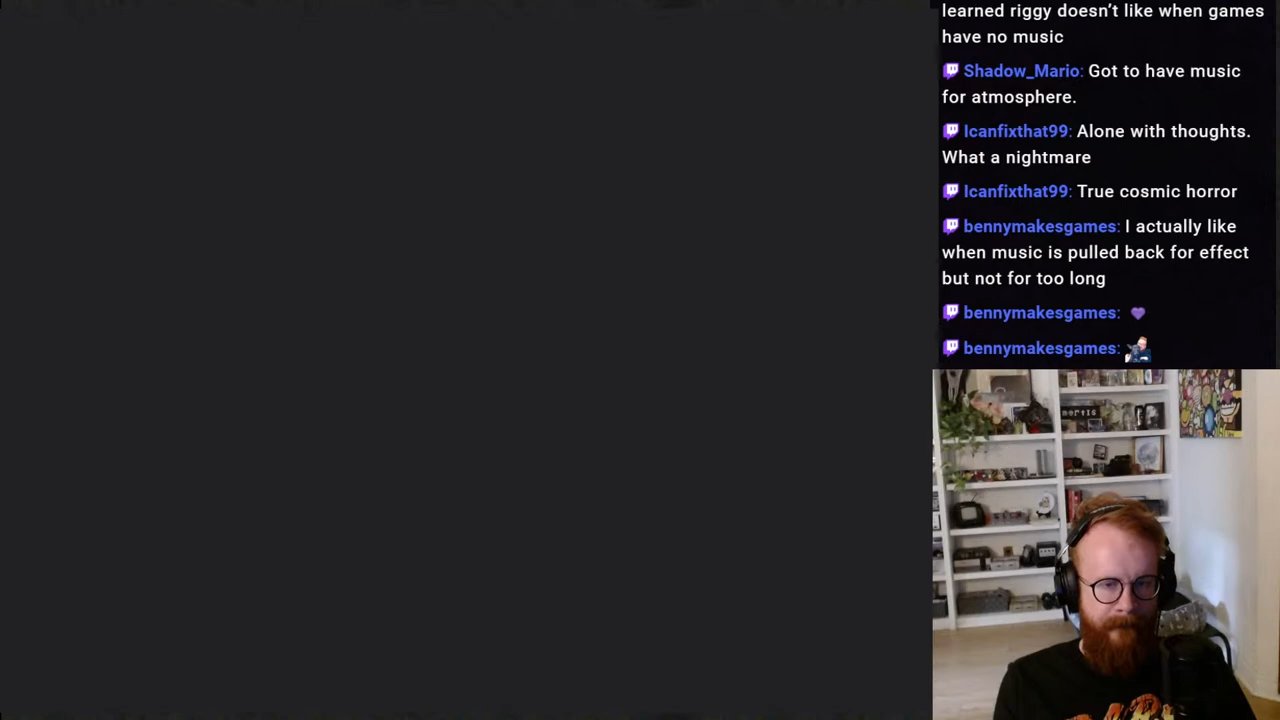 learned riggy doesn’t like when games
have no music
Shadow_Mario: Got to have music
for atmosphere.
Icanfixthat99: Alone with thoughts.
What a nightmare
Icanfixthat99: True cosmic horror
bennymakesgames: I actually like
when music is pulled back for effect
but not for too long
bennymakesgames:
bennymakesgames:
mortis